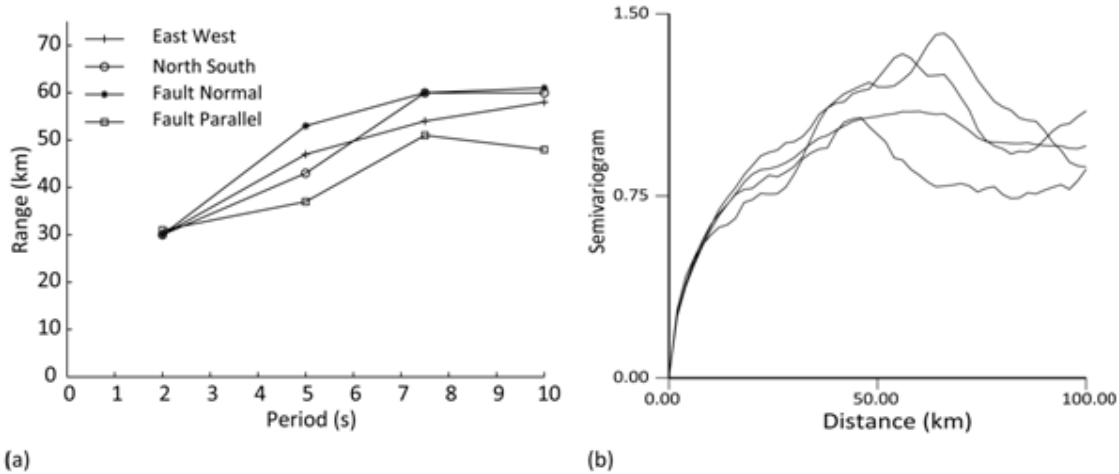 East West
North South
Fault Normal
Fault Parallel
Range (km)
70
60
50
40
30
20
10
0
0 1 2 3 4 5 6 7 8 9 10
Period (s)
(a)
Semivariogram
1.50
0.75
0.00
0.00 50.00 100.00
Distance (km)
(b)